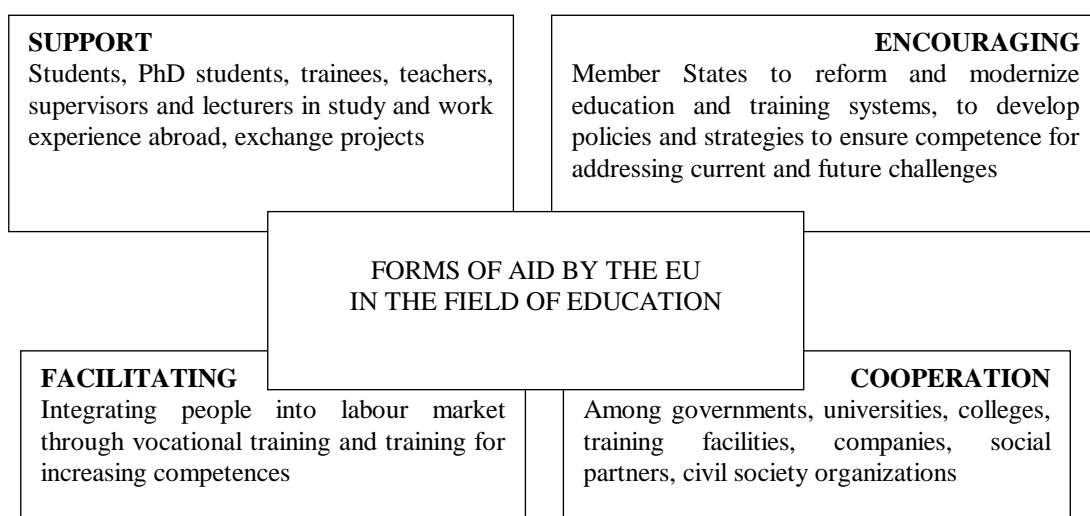 SUPPORT
Students, PhD students, trainees, teachers,
supervisors and lecturers in study and work
experience abroad, exchange projects
ENCOURAGING
Member States to reform and modernize
education and training systems, to develop
policies and strategies to ensure competence for
addressing current and future challenges
FORMS OF AID BY THE EU
IN THE FIELD OF EDUCATION
FACILITATING
Integrating people into labour market
through vocational training and training for
increasing competences
COOPERATION
Among governments, universities, colleges,
training facilities, companies, social
partners, civil society organizations